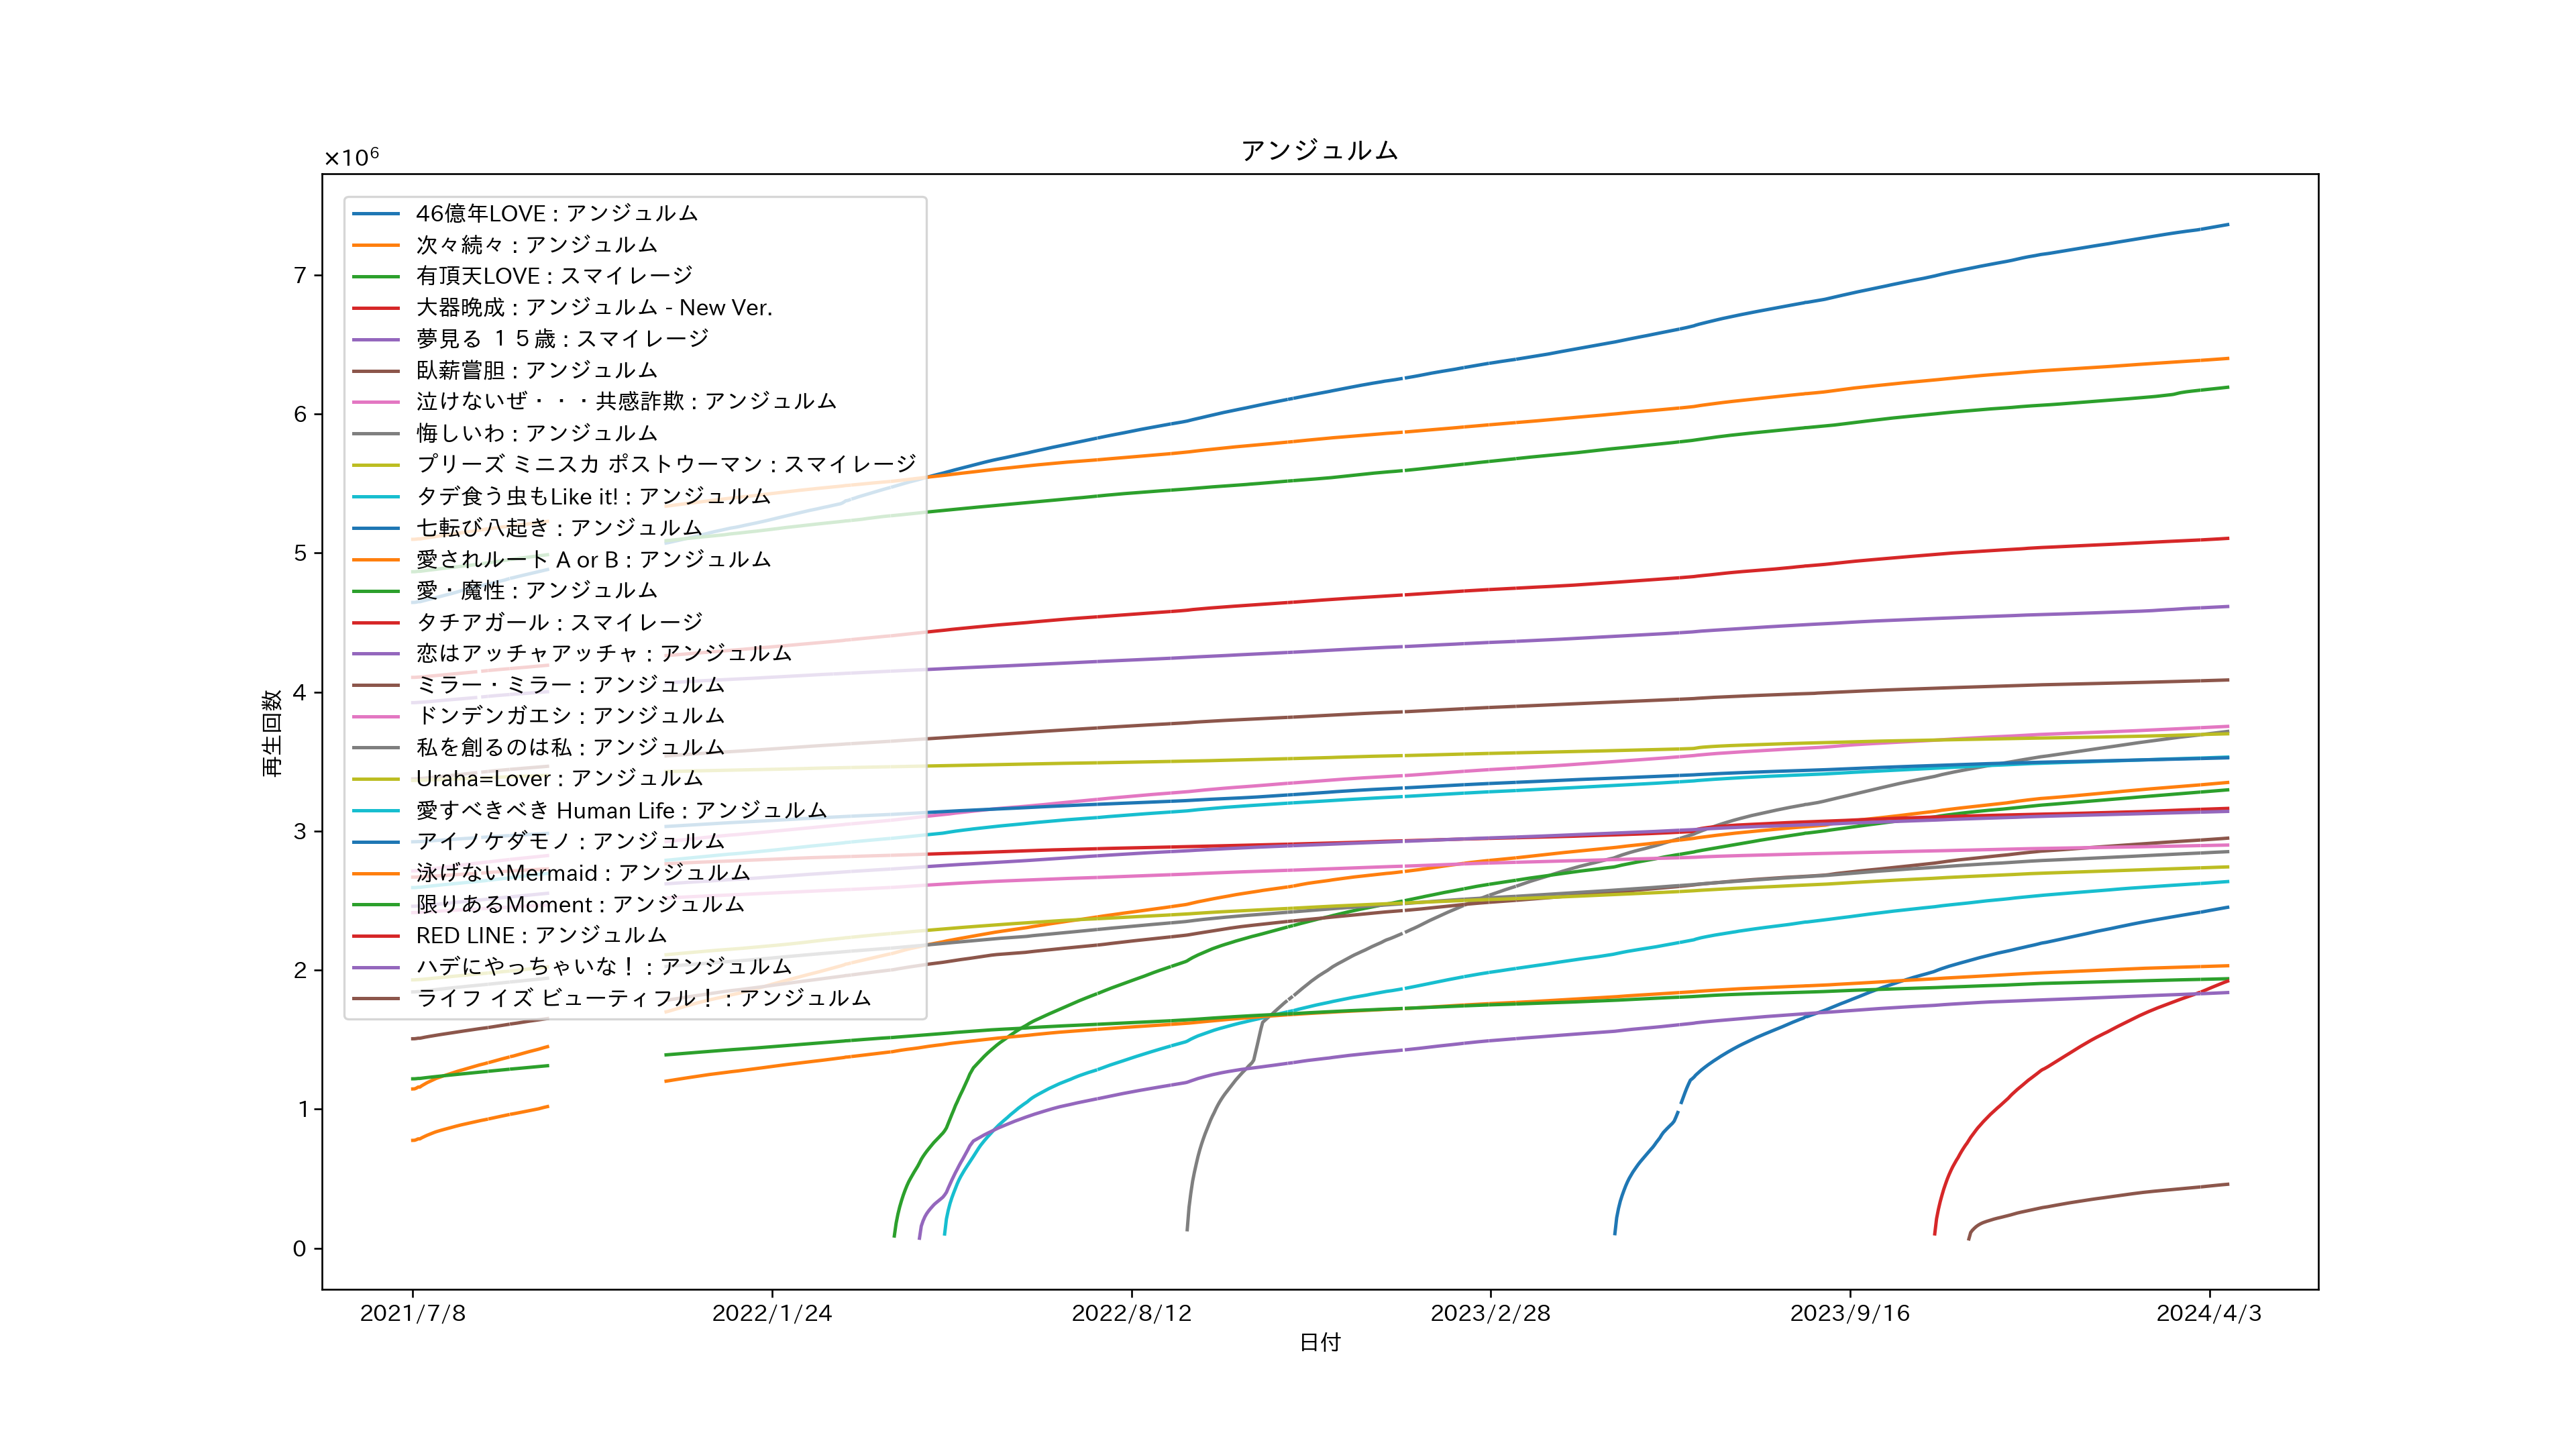 アンジュルム
×10⁶
46億年LOVE : アンジュルム
次々続々 : アンジュルム
有頂天LOVE : スマイレージ
大器晩成 : アンジュルム - New Ver.
夢見る １５歳 : スマイレージ
臥薪嘗胆 : アンジュルム
泣けないぜ・・・共感詐欺 : アンジュルム
悔しいわ : アンジュルム
プリーズ ミニスカ ポストウーマン : スマイレージ
タデ食う虫もLike it! : アンジュルム
七転び八起き : アンジュルム
愛されルート A or B : アンジュルム
愛・魔性 : アンジュルム
タチアガール : スマイレージ
恋はアッチャアッチャ : アンジュルム
ミラー・ミラー : アンジュルム
ドンデンガエシ : アンジュルム
私を創るのは私 : アンジュルム
Uraha=Lover : アンジュルム
愛すべきべき Human Life : アンジュルム
アイノケダモノ : アンジュルム
泳げないMermaid : アンジュルム
限りあるMoment : アンジュルム
RED LINE : アンジュルム
ハデにやっちゃいな！ : アンジュルム
ライフ イズ ビューティフル！ : アンジュルム
再生回数
7
6
5
4
3
2
1
0
2021/7/8
2022/1/24
2022/8/12
2023/2/28
2023/9/16
2024/4/3
日付